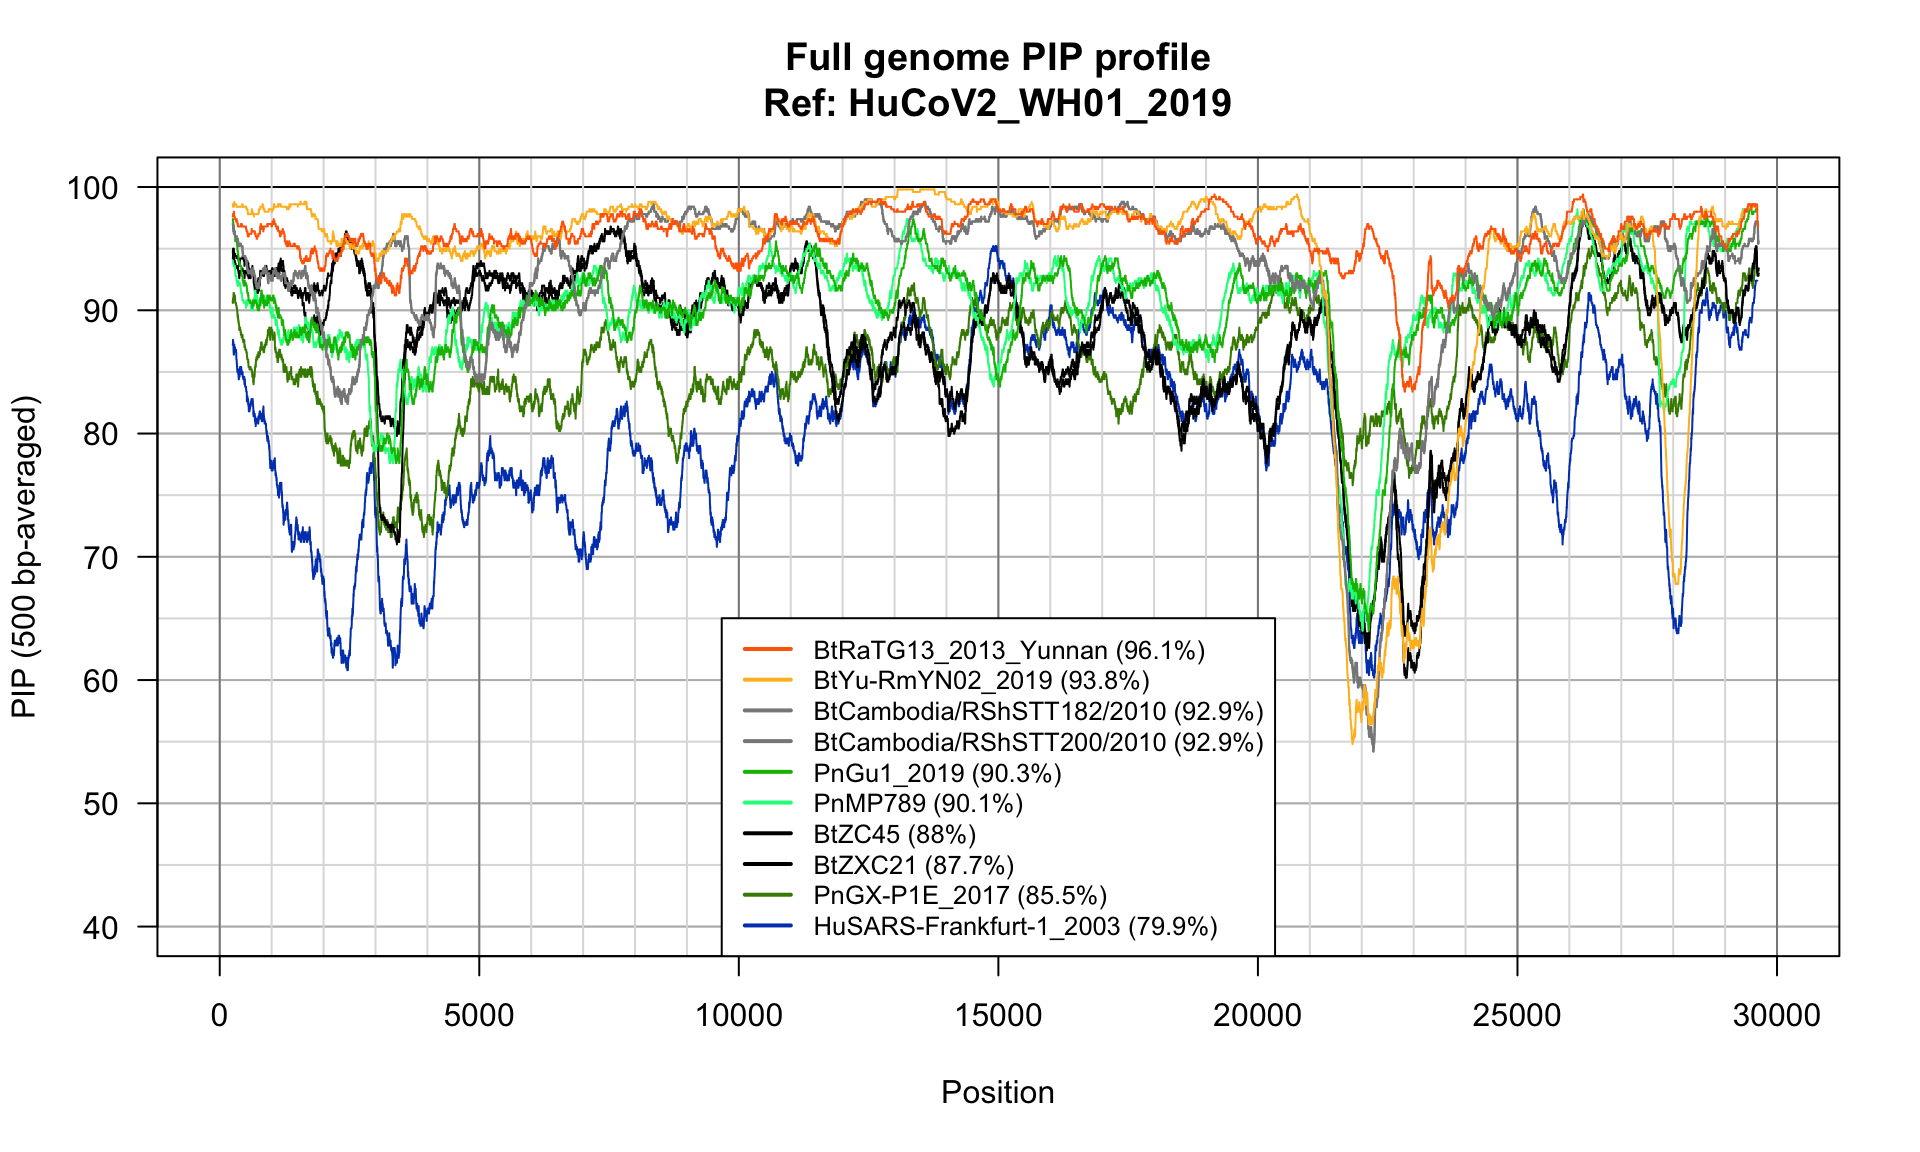 Full genome PIP profile
Ref: HuCoV2_WH01_2019
PIP (500 bp-averaged)
100
90
80
70
60
50
40
BtRaTG13_2013_Yunnan (96.1%)
BtYu-RmYN02_2019 (93.8%)
BtCambodia/RShSTT182/2010 (92.9%)
BtCambodia/RShSTT200/2010 (92.9%)
PnGu1_2019 (90.3%)
PnMP789 (90.1%)
BtZC45 (88%)
BtZXC21 (87.7%)
PnGX-P1E_2017 (85.5%)
HuSARS-Frankfurt-1_2003 (79.9%)
0 5000 10000 15000 20000 25000 30000
Position